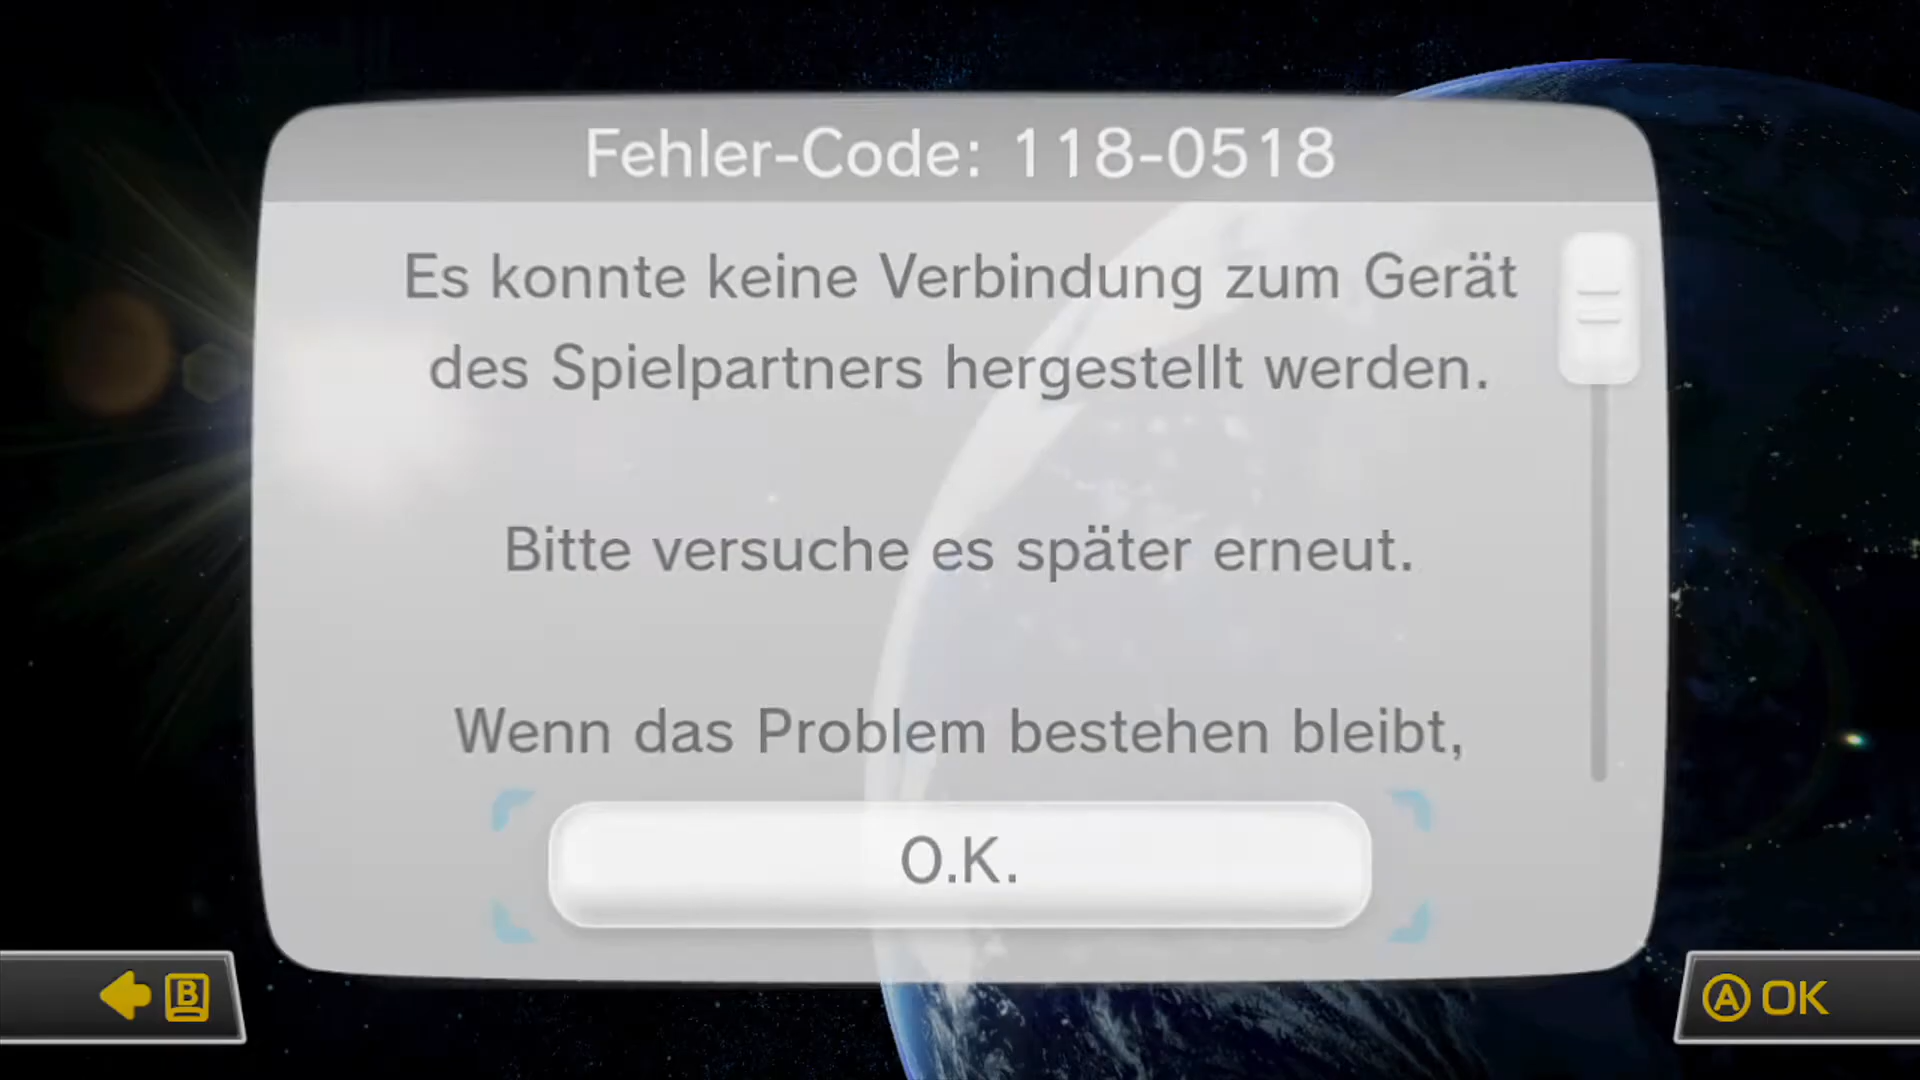 Fehler-Code: 118-0518
Es konnte keine Verbindung zum Gerät
des Spielpartners hergestellt werden.
Bitte versuche es später erneut.
Wenn das Problem bestehen bleibt,
O.K.
B
A OK